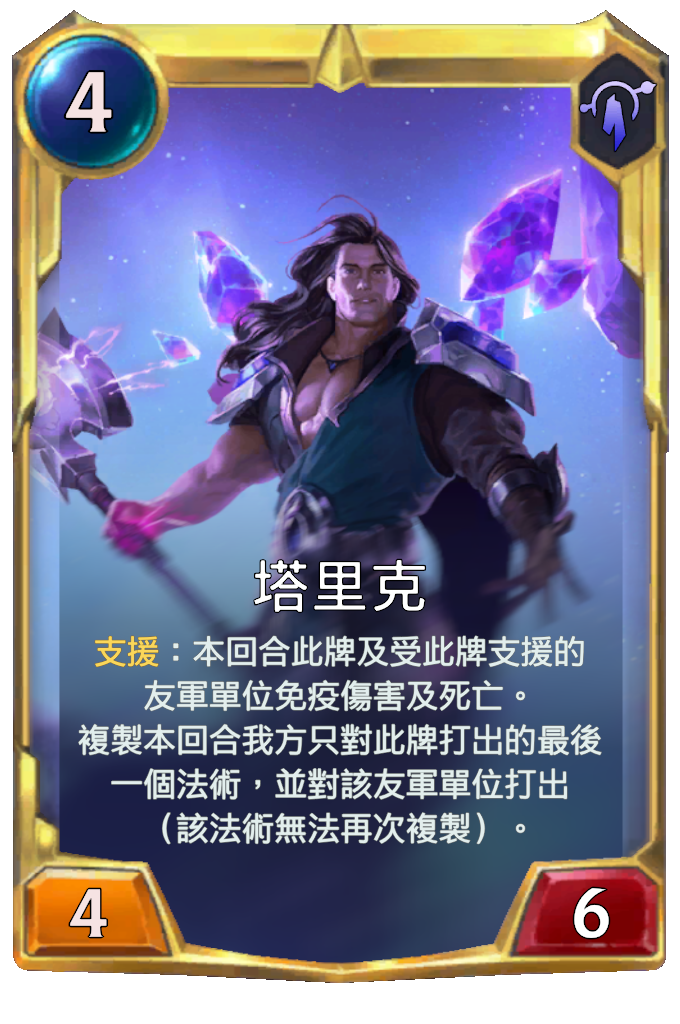 4
塔里克
支援：本回合此牌及受此牌支援的
友軍單位免疫傷害及死亡。
複製本回合我方只對此牌打出的最後
一個法術，並對該友軍單位打出
（該法術無法再次複製）。
4
6